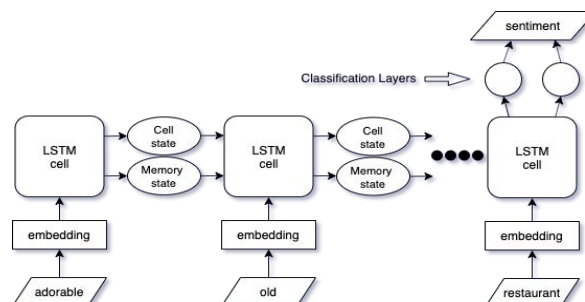 sentiment
Classification Layers
LSTM
cell
Cell
state
Memory
state
LSTM
cell
Cell
state
Memory
state
LSTM
cell
embedding
embedding
embedding
adorable
old
restaurant